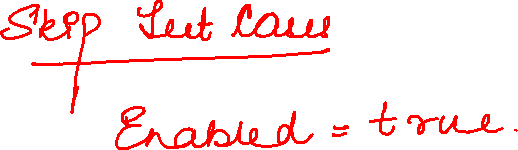 Skip Test Cases
Enabled = true.